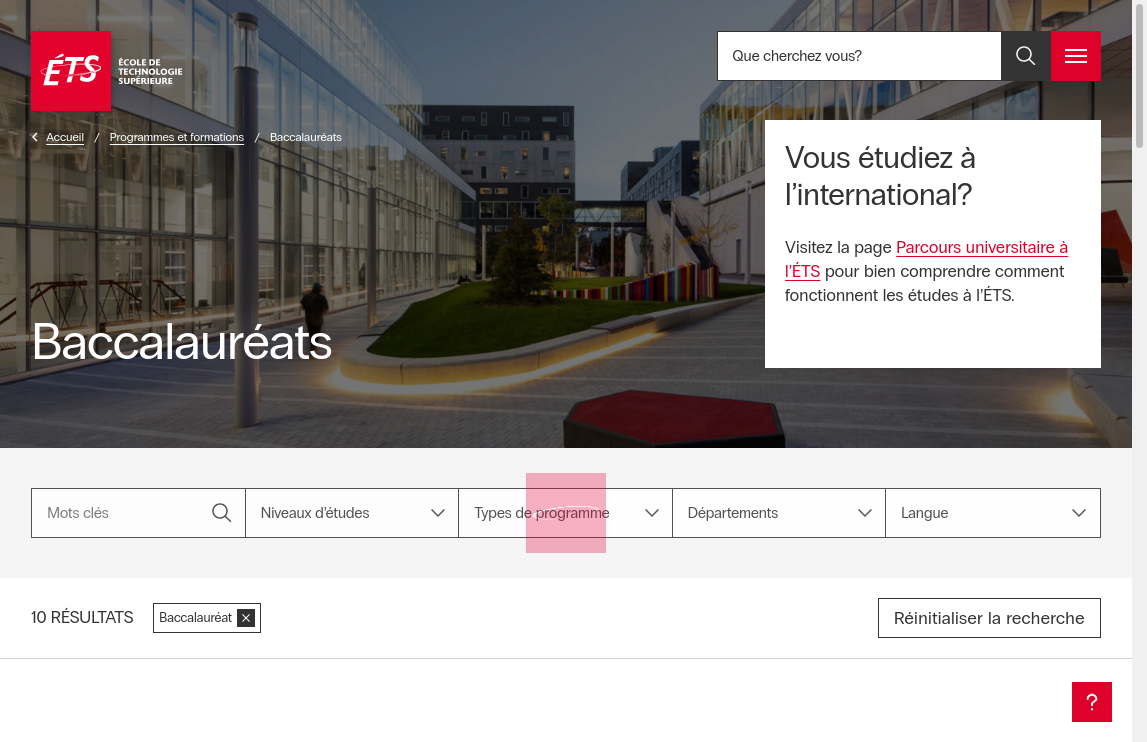 ÉTS
ÉCOLE DE
TECHNOLOGIE
SUPÉRIEURE
Que cherchez vous?
Accueil / Programmes et formations / Baccalauréats
Vous étudiez à
l'international?
Visitez la page Parcours universitaire à
l'ÉTS pour bien comprendre comment
fonctionnent les études à l'ÉTS.
Baccalauréats
Mots clés
Niveaux d'études
Types de programme
Départements
Langue
10 RÉSULTATS
Baccalauréat
Réinitialiser la recherche
?